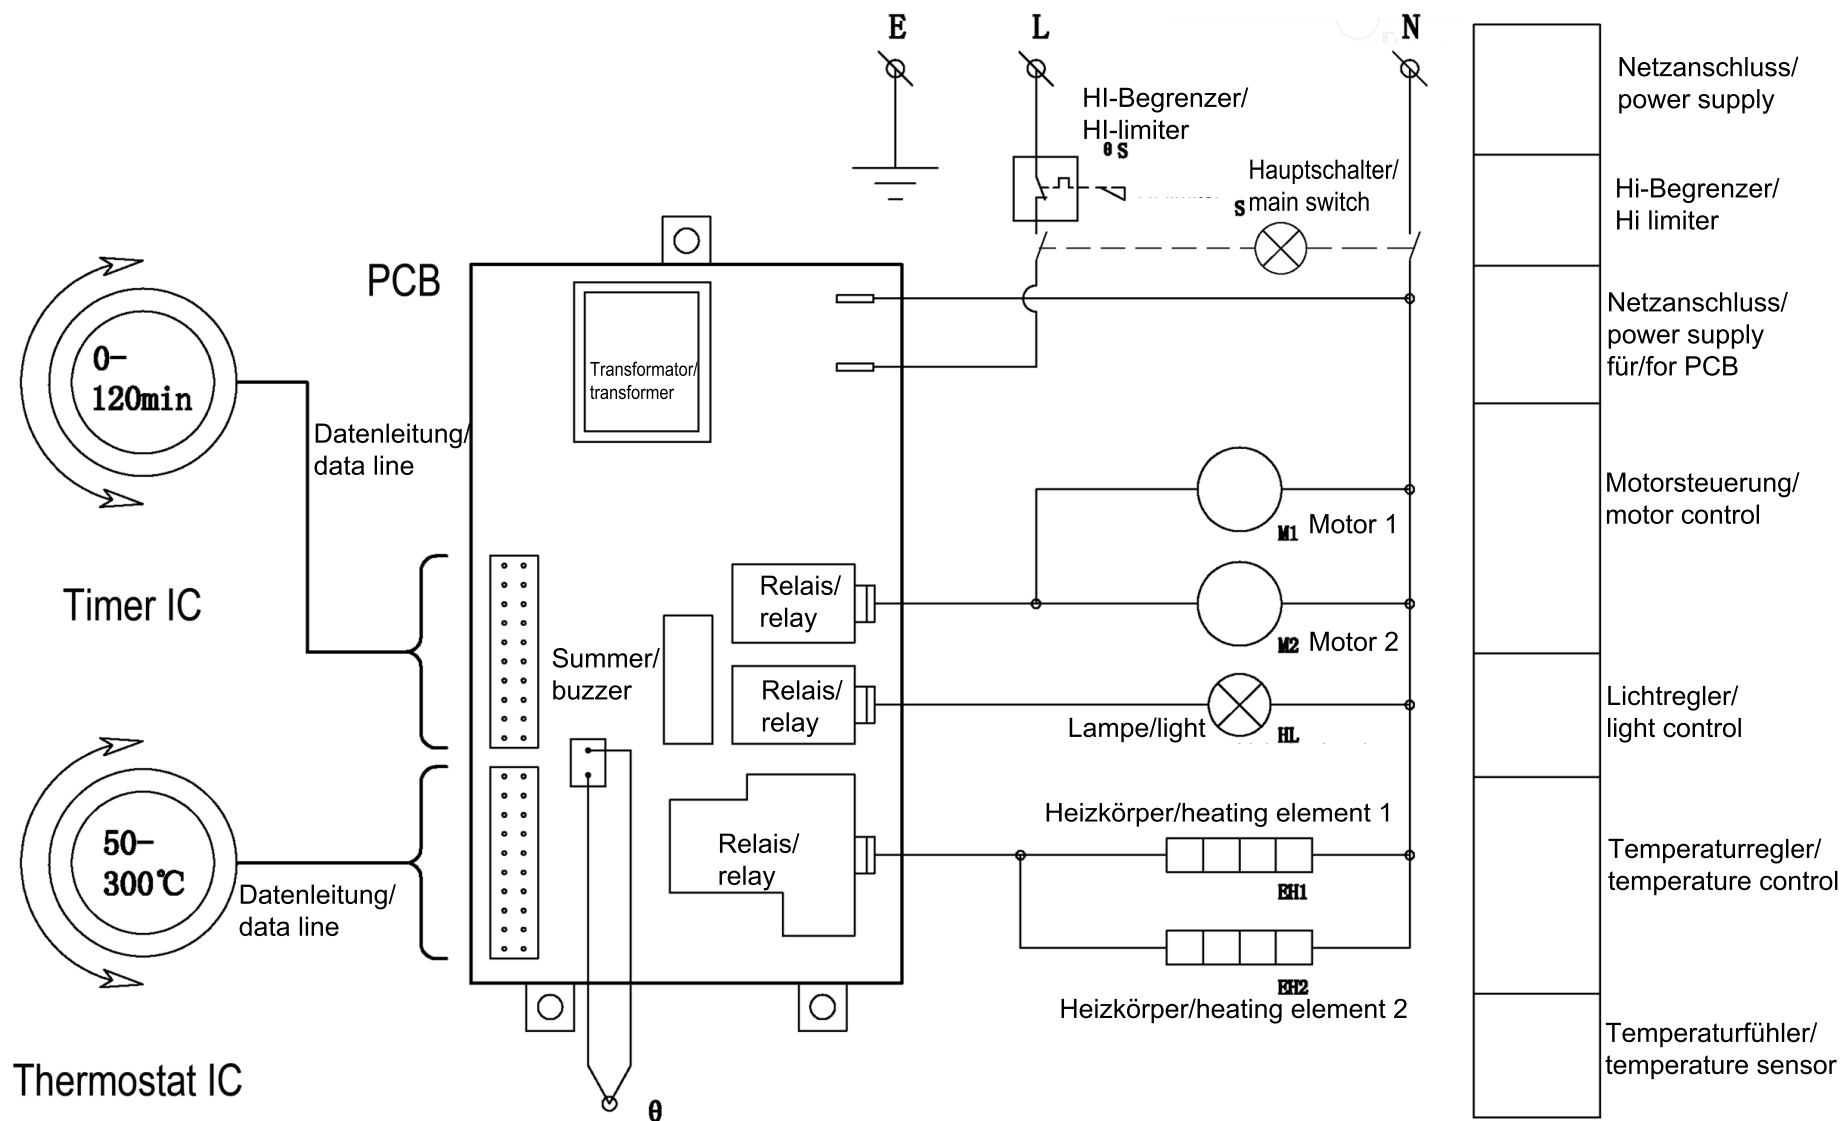 E
L
N
HI-Begrenzer/
HI-limiter
θ S
Hauptschalter/
S main switch
PCB
Transformator/
transformer
0-
120min
Datenleitung/
data line
Timer IC
Summer/
buzzer
Relais/
relay
Relais/
relay
Relais/
relay
M1 Motor 1
M2 Motor 2
Lampe/light
HL
Heizkörper/heating element 1
EH1
EH2
Heizkörper/heating element 2
50-
300℃
Datenleitung/
data line
Thermostat IC
θ
Netzanschluss/
power supply
Hi-Begrenzer/
Hi limiter
Netzanschluss/
power supply
für/for PCB
Motorsteuerung/
motor control
Lichtregler/
light control
Temperaturregler/
temperature control
Temperaturfühler/
temperature sensor